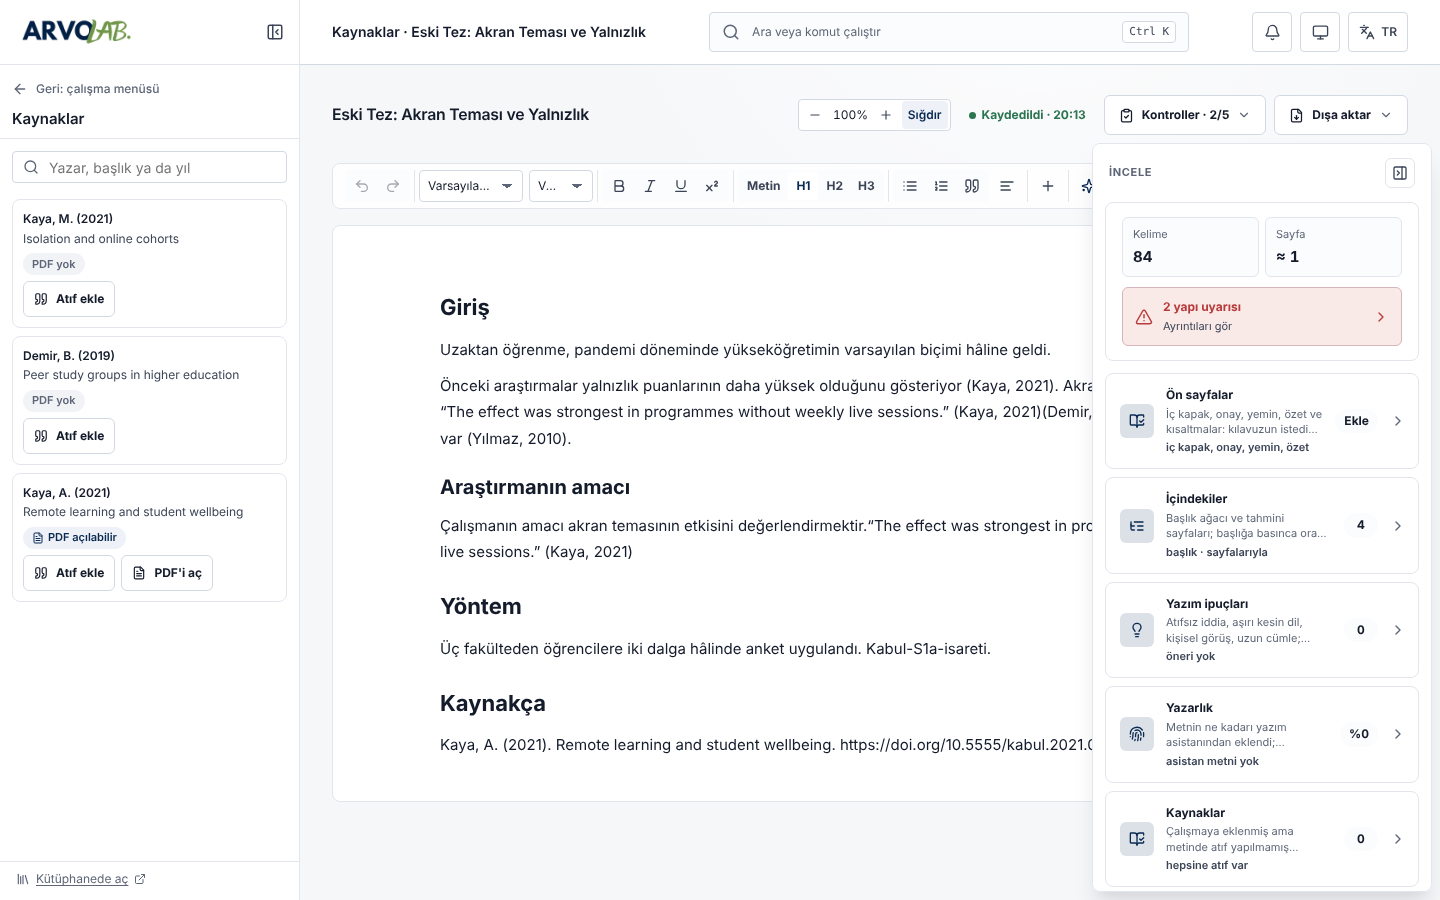 ARVOLAB.
Kaynaklar · Eski Tez: Akran Teması ve Yalnızlık
Ara veya komut çalıştır
Ctrl K
TR
Geri: çalışma menüsü
Kaynaklar
Yazar, başlık ya da yıl
Kaya, M. (2021)
Isolation and online cohorts
PDF yok
Atıf ekle
Demir, B. (2019)
Peer study groups in higher education
PDF yok
Atıf ekle
Kaya, A. (2021)
Remote learning and student wellbeing
PDF açılabilir
Atıf ekle
PDF'i aç
Kütüphanede aç
Eski Tez: Akran Teması ve Yalnızlık
100%
Sığdır
Kaydedildi · 20:13
Kontroller · 2/5
Dışa aktar
Varsayıla...
V...
B I U x²
Metin H1 H2 H3
Giriş
Uzaktan öğrenme, pandemi döneminde yükseköğretimin varsayılan biçimi hâline geldi.
Önceki araştırmalar yalnızlık puanlarının daha yüksek olduğunu gösteriyor (Kaya, 2021). Akra
“The effect was strongest in programmes without weekly live sessions.” (Kaya, 2021)(Demir,
var (Yılmaz, 2010).
Araştırmanın amacı
Çalışmanın amacı akran temasının etkisini değerlendirmektir.“The effect was strongest in pro
live sessions.” (Kaya, 2021)
Yöntem
Üç fakülteden öğrencilere iki dalga hâlinde anket uygulandı. Kabul-S1a-isareti.
Kaynakça
Kaya, A. (2021). Remote learning and student wellbeing. https://doi.org/10.5555/kabul.2021.0
İNCELE
Kelime
84
Sayfa
≈ 1
2 yapı uyarısı
Ayrıntıları gör
Ön sayfalar
İç kapak, onay, yemin, özet ve
kısaltmalar: kılavuzun istedi...
iç kapak, onay, yemin, özet
Ekle
İçindekiler
Başlık ağacı ve tahmini
sayfaları; başlığa basınca ora...
başlık · sayfalarıyla
4
Yazım ipuçları
Atıfsız iddia, aşırı kesin dil,
kişisel görüş, uzun cümle;...
öneri yok
0
Yazarlık
Metnin ne kadarı yazım
asistanından eklendi;...
asistan metni yok
%0
Kaynaklar
Çalışmaya eklenmiş ama
metinde atıf yapılmamış...
hepsine atıf var
0